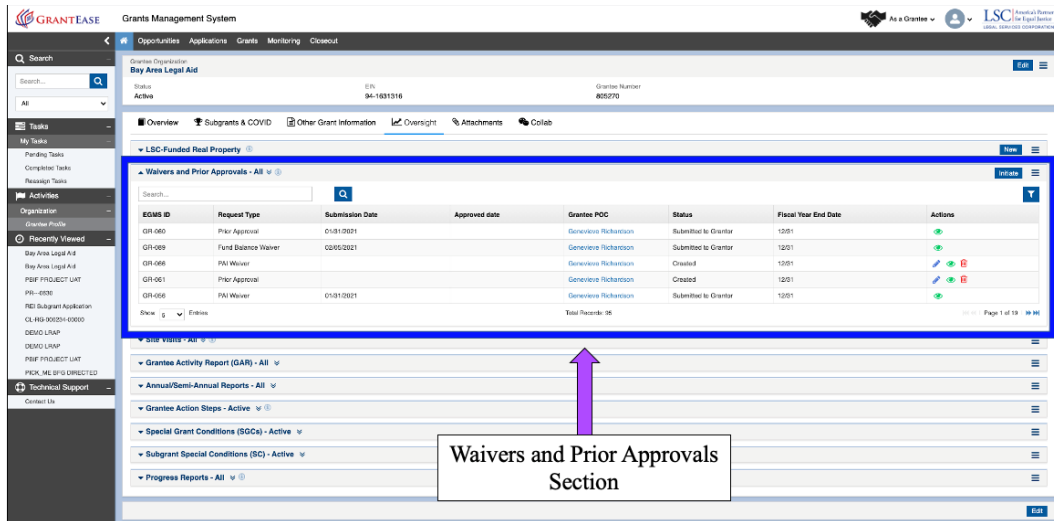 GRANTEASE Grants Management System As a Grantee LSC America's Partner for Equal Justice LEGAL SERVICES CORPORATION
Opportunities Applications Grants Monitoring Closeout
Search
Search...
All
Tasks
My Tasks
Pending Tasks
Completed Tasks
Reassign Tasks
Activities
Organization
Grantee Profile
Recently Viewed
Bay Area Legal Aid
Bay Area Legal Aid
PBIF PROJECT UAT
PR---0530
REI Subgrant Application
CL-RG-000234-00000
DEMO LRAP
DEMO LRAP
PBIF PROJECT UAT
PICK_ME BFG DIRECTED
Technical Support
Contact Us
Grantee Organization
Bay Area Legal Aid Edit
Status EIN Grantee Number
Active 94-1631316 805270
Overview Subgrants & COVID Other Grant Information Oversight Attachments Collab
LSC-Funded Real Property New
Waivers and Prior Approvals - All Initiate
Search...
EGMS ID Request Type Submission Date Approved date Grantee POC Status Fiscal Year End Date Actions
GR-080 Prior Approval 01/31/2021 Genevieve Richardson Submitted to Grantor 12/31
GR-089 Fund Balance Waiver 02/05/2021 Genevieve Richardson Submitted to Grantor 12/31
GR-066 PAI Waiver Genevieve Richardson Created 12/31
GR-061 Prior Approval Genevieve Richardson Created 12/31
GR-056 PAI Waiver 01/31/2021 Genevieve Richardson Submitted to Grantor 12/31
Show 5 Entries Total Records: 95 Page 1 of 19
Site Visits - All
Grantee Activity Report (GAR) - All
Annual/Semi-Annual Reports - All
Grantee Action Steps - Active
Special Grant Conditions (SGCs) - Active
Subgrant Special Conditions (SC) - Active
Progress Reports - All
Waivers and Prior Approvals
Section
Edit